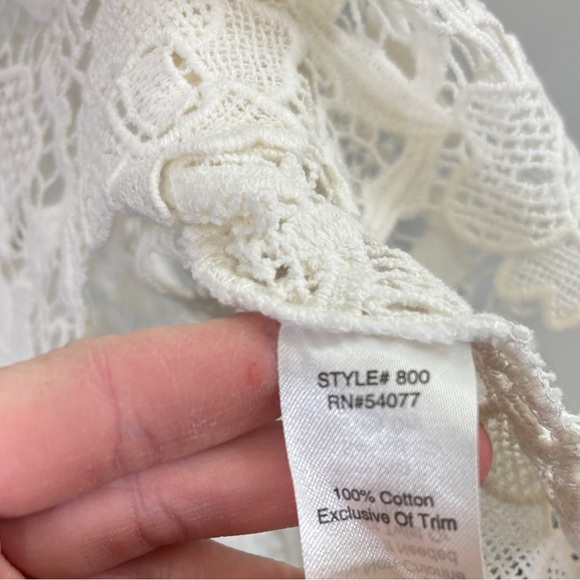 STYLE# 800
RN#54077
100% Cotton
Exclusive Of Trim